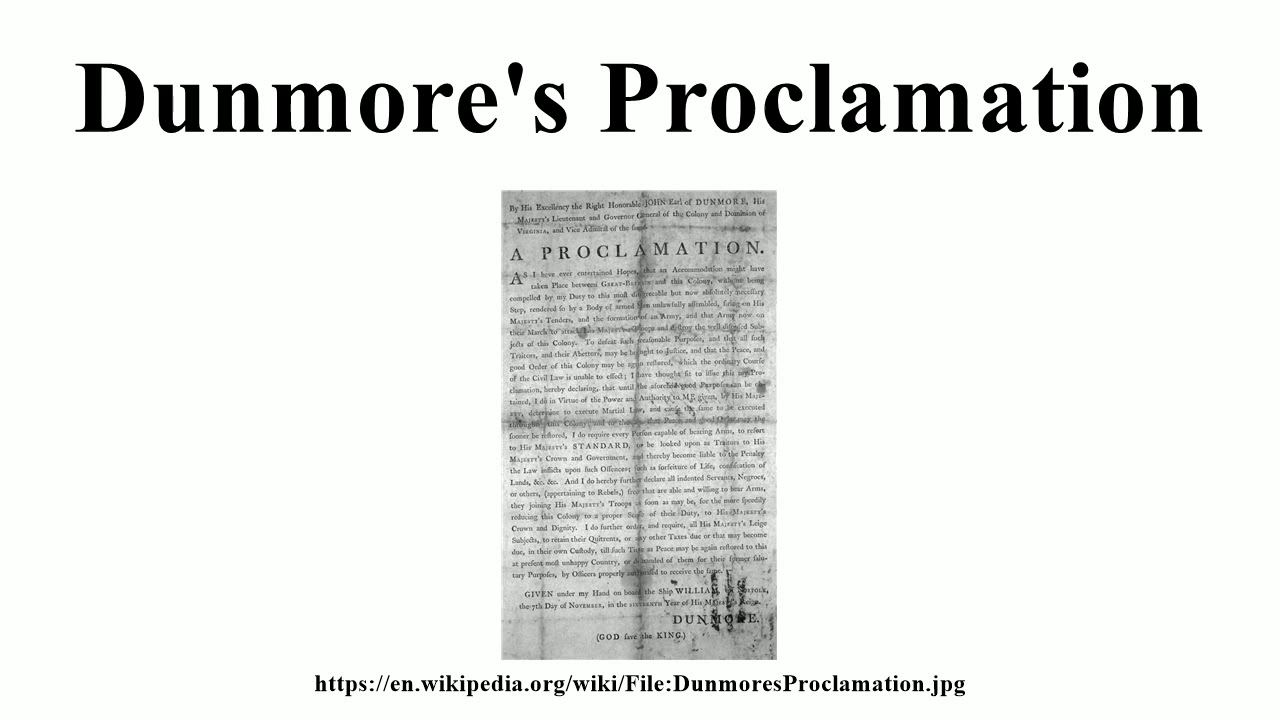 Dunmore's Proclamation
By His Excellency the Right Honorable JOHN Earl of DUNMORE, His
MAJESTY's Lieutenant and Governor General of the Colony and Dominion of
VIRGINIA, and Vice Admiral of the same.
A PROCLAMATION.
AS I have ever entertained Hopes, that an Accommodation might have
taken Place between GREAT-BRITAIN and this Colony, without being
compelled by my Duty to this most disagreeable but now absolutely necessary
Step, rendered so by a Body of armed Men unlawfully assembled, firing on His
MAJESTY's Tenders, and the formation of an Army, and that Army now on
their March to attack His MAJESTY's Troops and destroy the well disposed Sub-
jects of this Colony. To defeat such treasonable Purposes, and that all such
Traitors, and their Abettors, may be brought to Justice, and that the Peace, and
good Order of this Colony may be again restored, which the ordinary Course
of the Civil Law is unable to effect; I have thought fit to issue this my Pro-
clamation, hereby declaring, that until the aforesaid good Purposes can be ob-
tained, I do in Virtue of the Power and Authority to ME given, by His MAJE-
STY, determine to execute Martial Law, and cause the same to be executed
throughout this Colony; and to the end that Peace and good Order may the
sooner be restored, I do require every Person capable of bearing Arms, to resort
to His MAJESTY's STANDARD, or be looked upon as Traitors to His
MAJESTY's Crown and Government, and thereby become liable to the Penalty
the Law inflicts upon such Offences; such as forfeiture of Life, confiscation of
Lands, &c. &c. And I do hereby further declare all indented Servants, Negroes,
or others, (appertaining to Rebels,) free that are able and willing to bear Arms,
they joining His MAJESTY's Troops as soon as may be, for the more speedily
reducing this Colony to a proper Sense of their Duty, to His MAJESTY's
Crown and Dignity. I do further order, and require, all His MAJESTY's Leige
Subjects, to retain their Quitrents, or any other Taxes due or that may become
due, in their own Custody, till such Time as Peace may be again restored to this
at present most unhappy Country, or demanded of them for their former salu-
tary Purposes, by Officers properly authorised to receive the same.
GIVEN under my Hand on board the Ship WILLIAM, off NORFOLK,
the 7th Day of NOVEMBER, in the SIXTEENTH Year of His MAJESTY's Reign.
DUNMORE.
(GOD save the KING.)
https://en.wikipedia.org/wiki/File:DunmoresProclamation.jpg